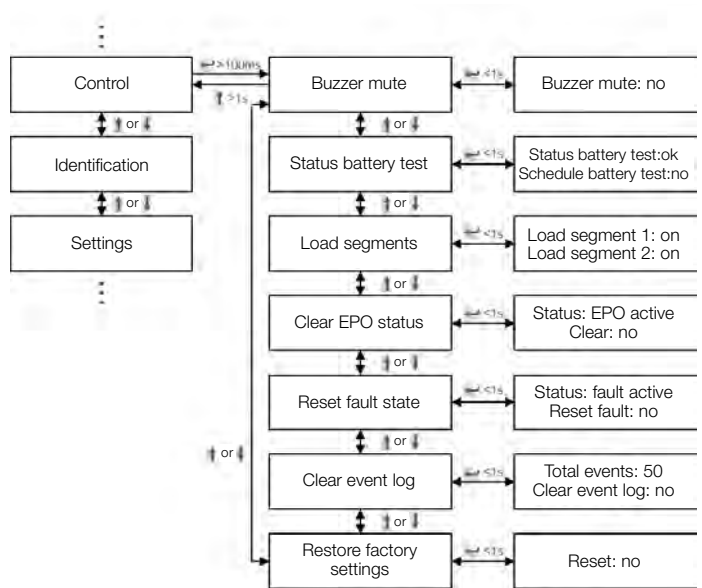 Control
↵ >100ms
Buzzer mute
↵ <1s
Buzzer mute: no
⬆ >1s
⬆ or ⬇
⬆ or ⬇
Identification
Status battery test
↵ <1s
Status battery test:ok
Schedule battery test:no
⬆ or ⬇
⬆ or ⬇
Settings
Load segments
↵ <1s
Load segment 1: on
Load segment 2: on
⬆ or ⬇
Clear EPO status
↵ <1s
Status: EPO active
Clear: no
⬆ or ⬇
Reset fault state
↵ <1s
Status: fault active
Reset fault: no
⬆ or ⬇
⬆ or ⬇
Clear event log
↵ <1s
Total events: 50
Clear event log: no
⬆ or ⬇
Restore factory
settings
↵ <1s
Reset: no